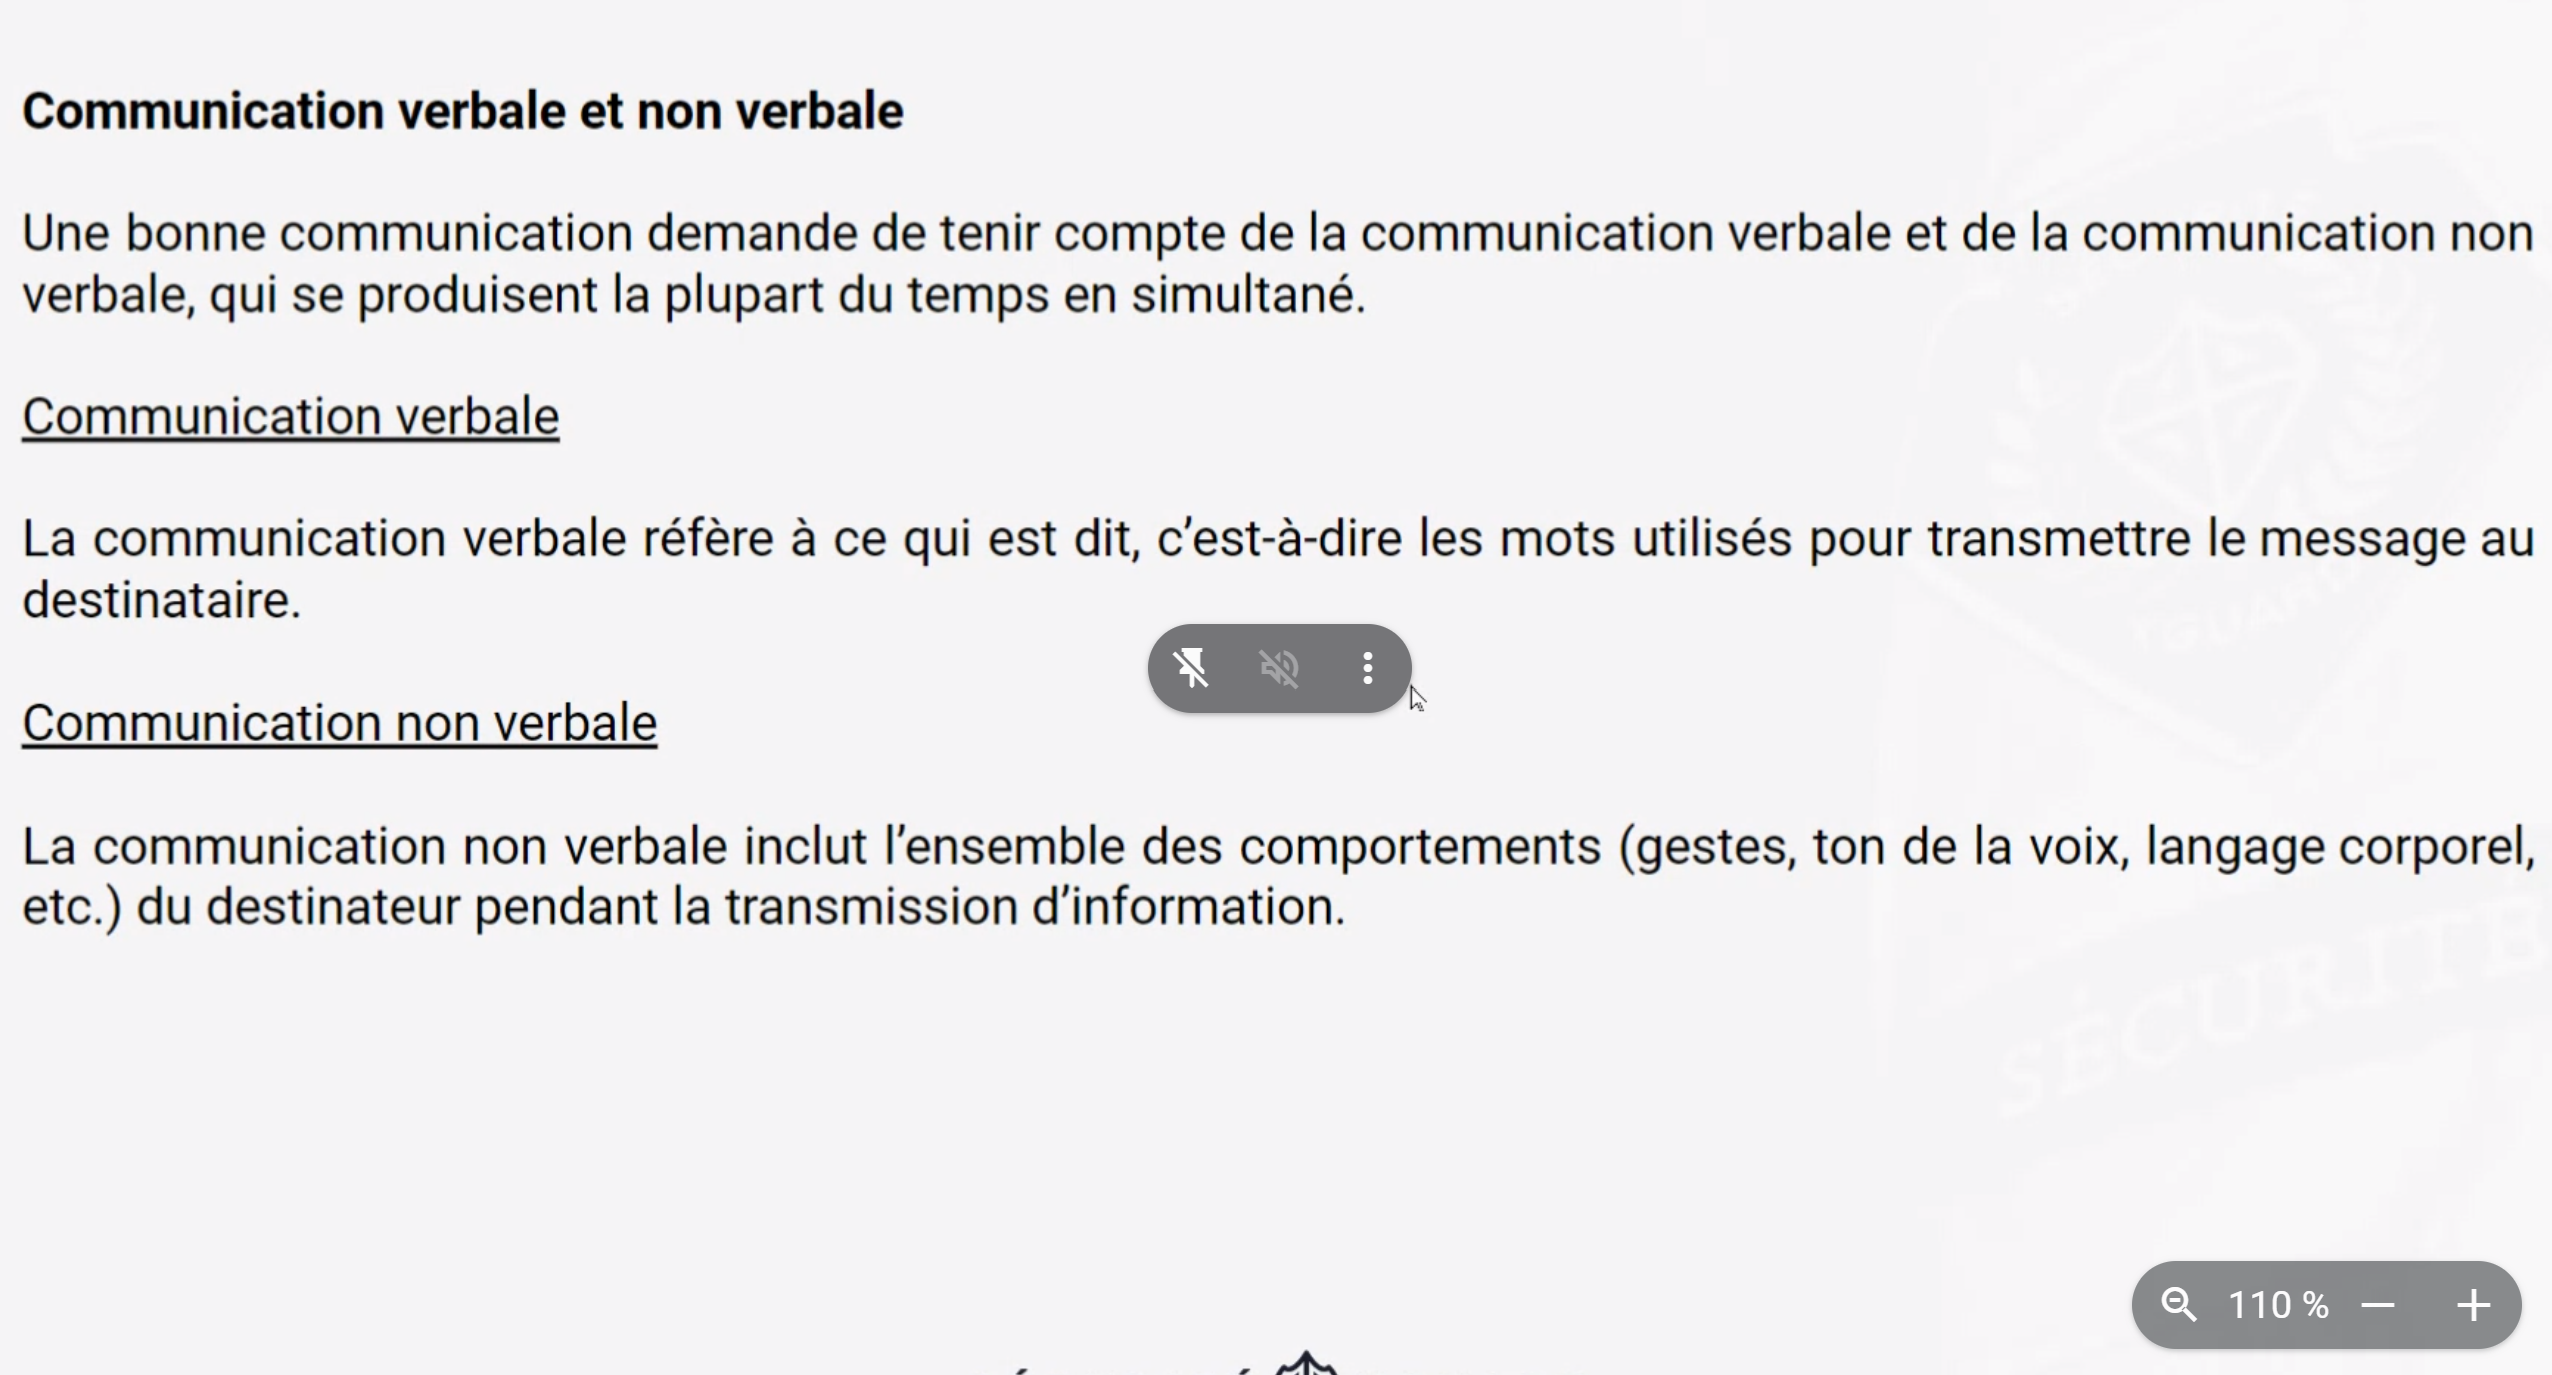 Communication verbale et non verbale
Une bonne communication demande de tenir compte de la communication verbale et de la communication non
verbale, qui se produisent la plupart du temps en simultané.
Communication verbale
La communication verbale réfère à ce qui est dit, c’est-à-dire les mots utilisés pour transmettre le message au
destinataire.
Communication non verbale
La communication non verbale inclut l’ensemble des comportements (gestes, ton de la voix, langage corporel,
etc.) du destinateur pendant la transmission d’information.
SÉCURITÉ
110 %